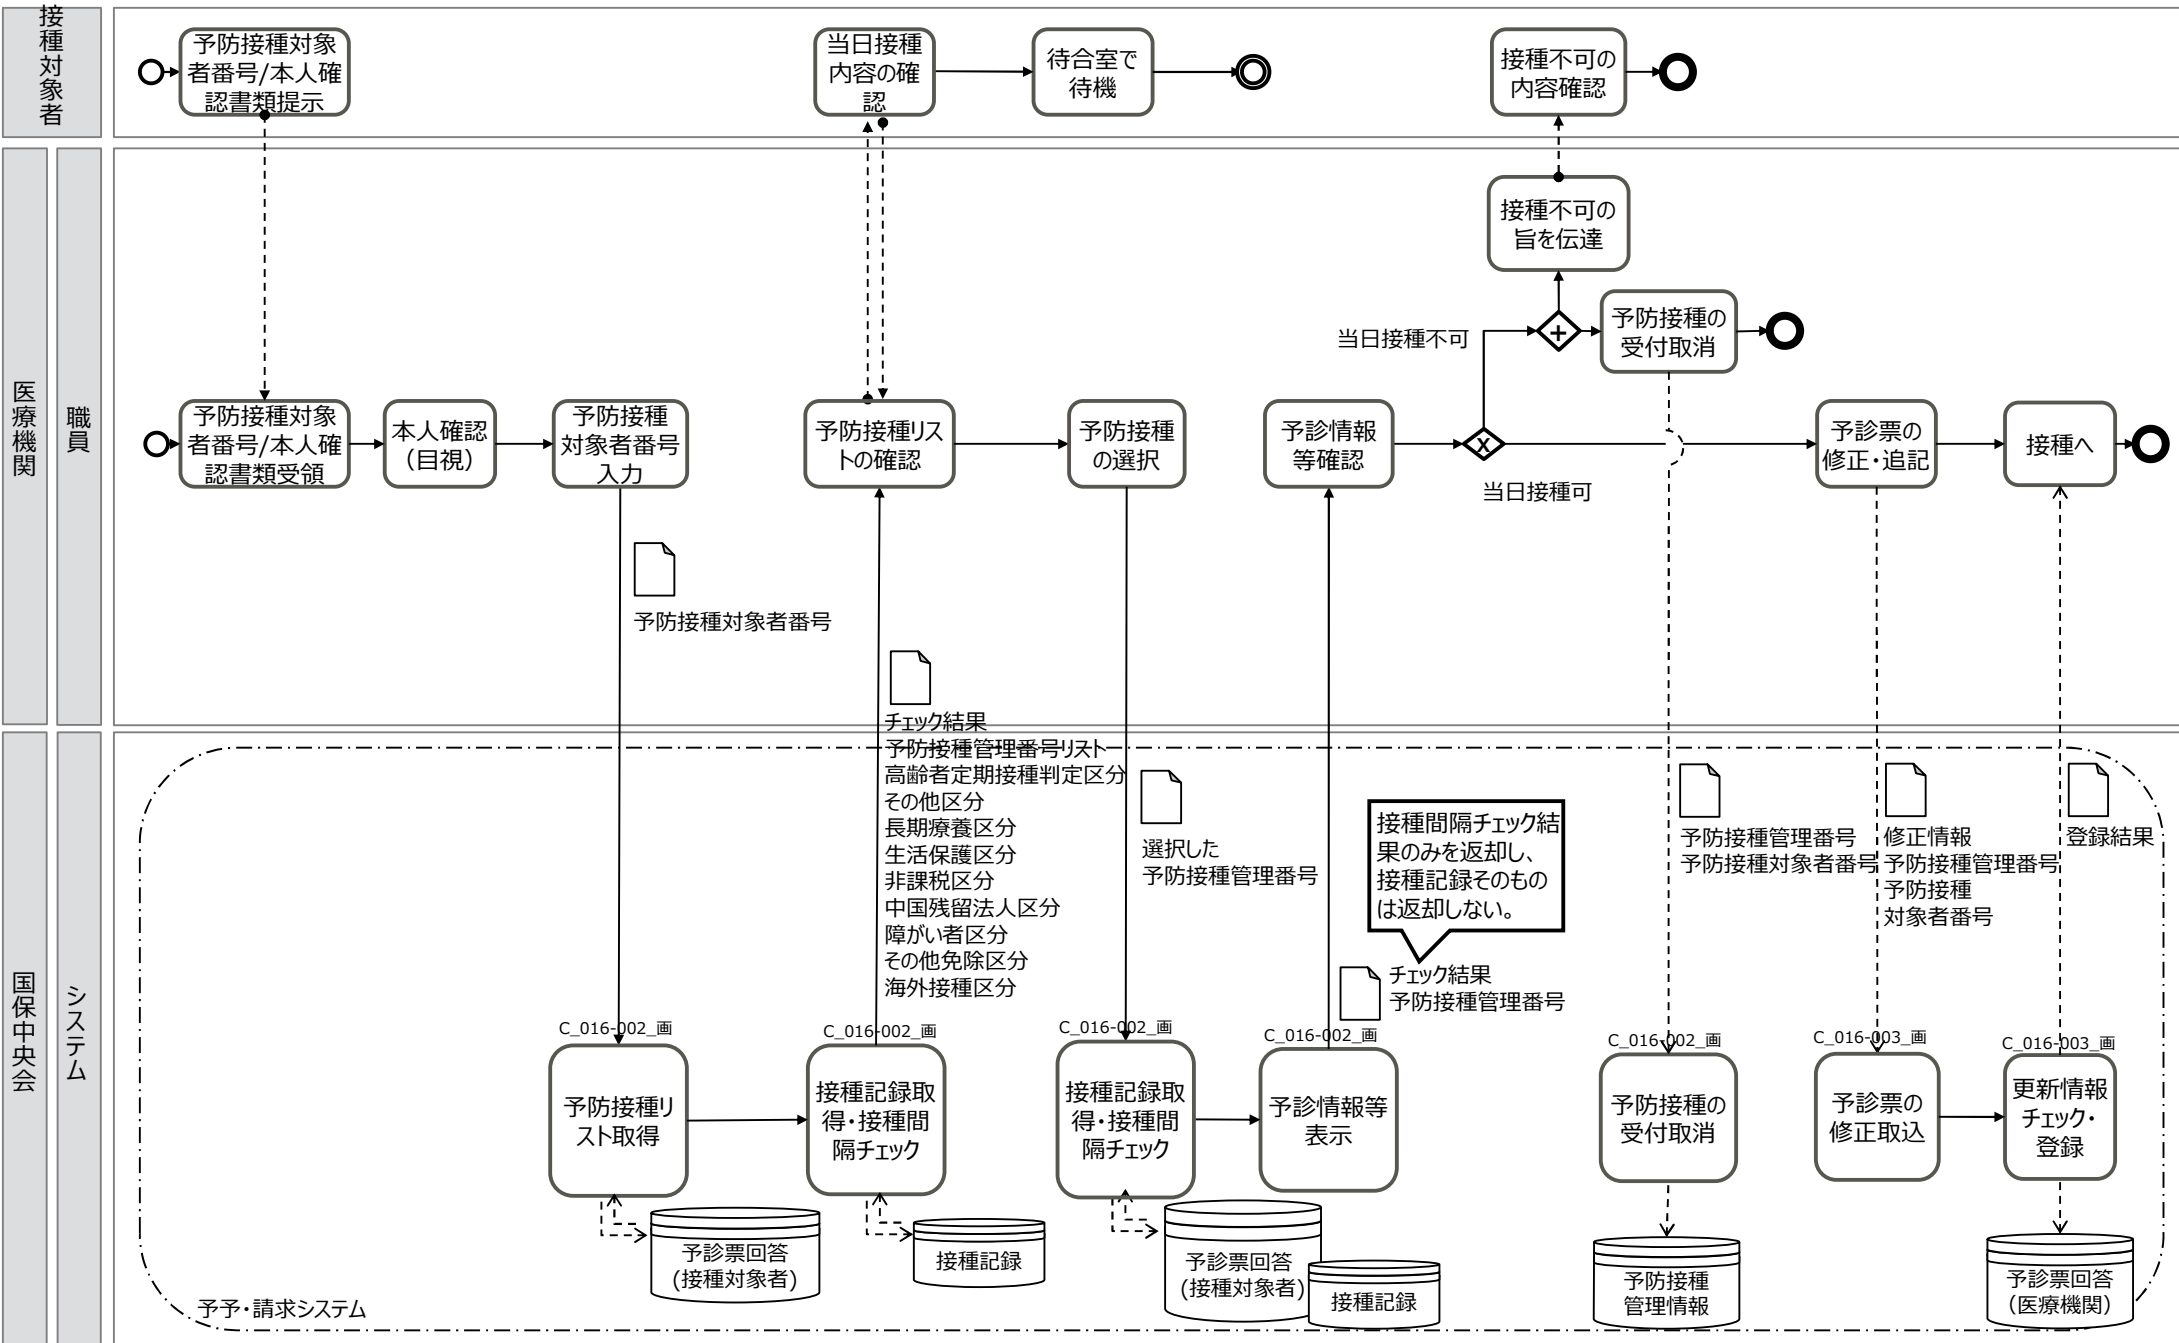 接種対象者
予防接種対象
者番号/本人確
認書類提示
当日接種
内容の確
認
待合室で
待機
接種不可の
内容確認
医療機関
職員
接種不可の
旨を伝達
当日接種不可
+
予防接種の
受付取消
予防接種対象
者番号/本人確
認書類受領
本人確認
（目視）
予防接種
対象者番号
入力
予防接種リス
トの確認
予防接種
の選択
予診情報
等確認
X
当日接種可
予診票の
修正・追記
接種へ
予防接種対象者番号
チェック結果
予防接種管理番号リスト
高齢者定期接種判定区分
その他区分
長期療養区分
生活保護区分
非課税区分
中国残留法人区分
障がい者区分
その他免除区分
海外接種区分
選択した
予防接種管理番号
接種間隔チェック結
果のみを返却し、
接種記録そのもの
は返却しない。
チェック結果
予防接種管理番号
予防接種管理番号
予防接種対象者番号
修正情報
予防接種管理番号
予防接種
対象者番号
登録結果
国保中央会
システム
C_016-002_画
予防接種リ
スト取得
C_016-002_画
接種記録取
得・接種間
隔チェック
C_016-002_画
接種記録取
得・接種間
隔チェック
C_016-002_画
予診情報等
表示
C_016-002_画
予防接種の
受付取消
C_016-003_画
予診票の
修正取込
C_016-003_画
更新情報
チェック・
登録
予診票回答
(接種対象者)
接種記録
予診票回答
(接種対象者)
接種記録
予防接種
管理情報
予診票回答
（医療機関）
予予・請求システム